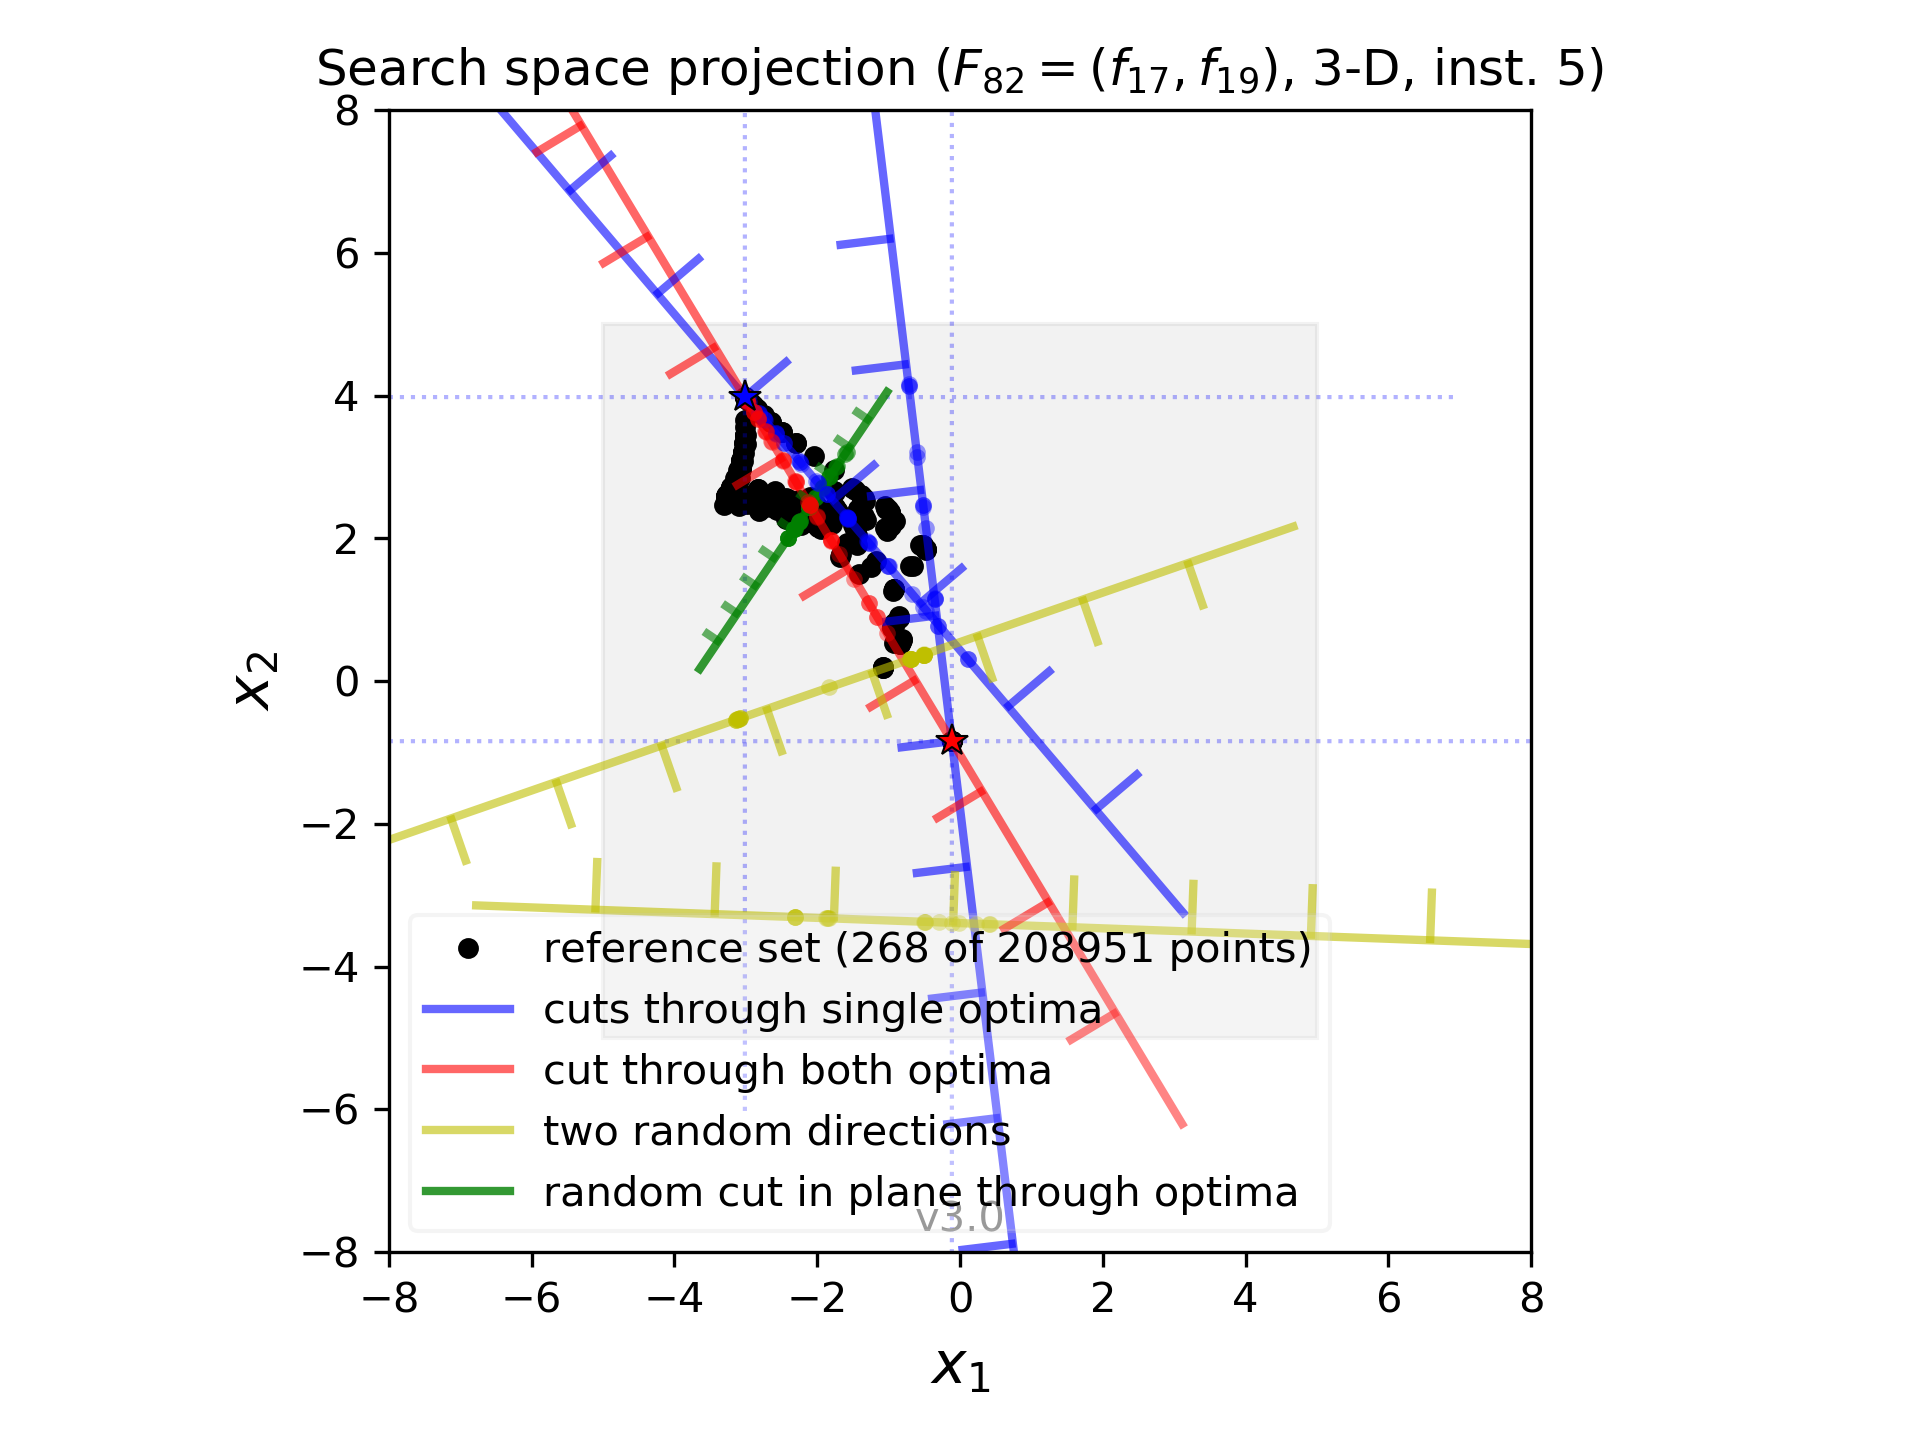 Search space projection (F82 = (f17, f19), 3-D, inst. 5)
8
6
4
2
0
−2
−4
−6
−8
x2
reference set (268 of 208951 points)
cuts through single optima
cut through both optima
two random directions
random cut in plane through optima
v3.0
−8 −6 −4 −2 0 2 4 6 8
x1